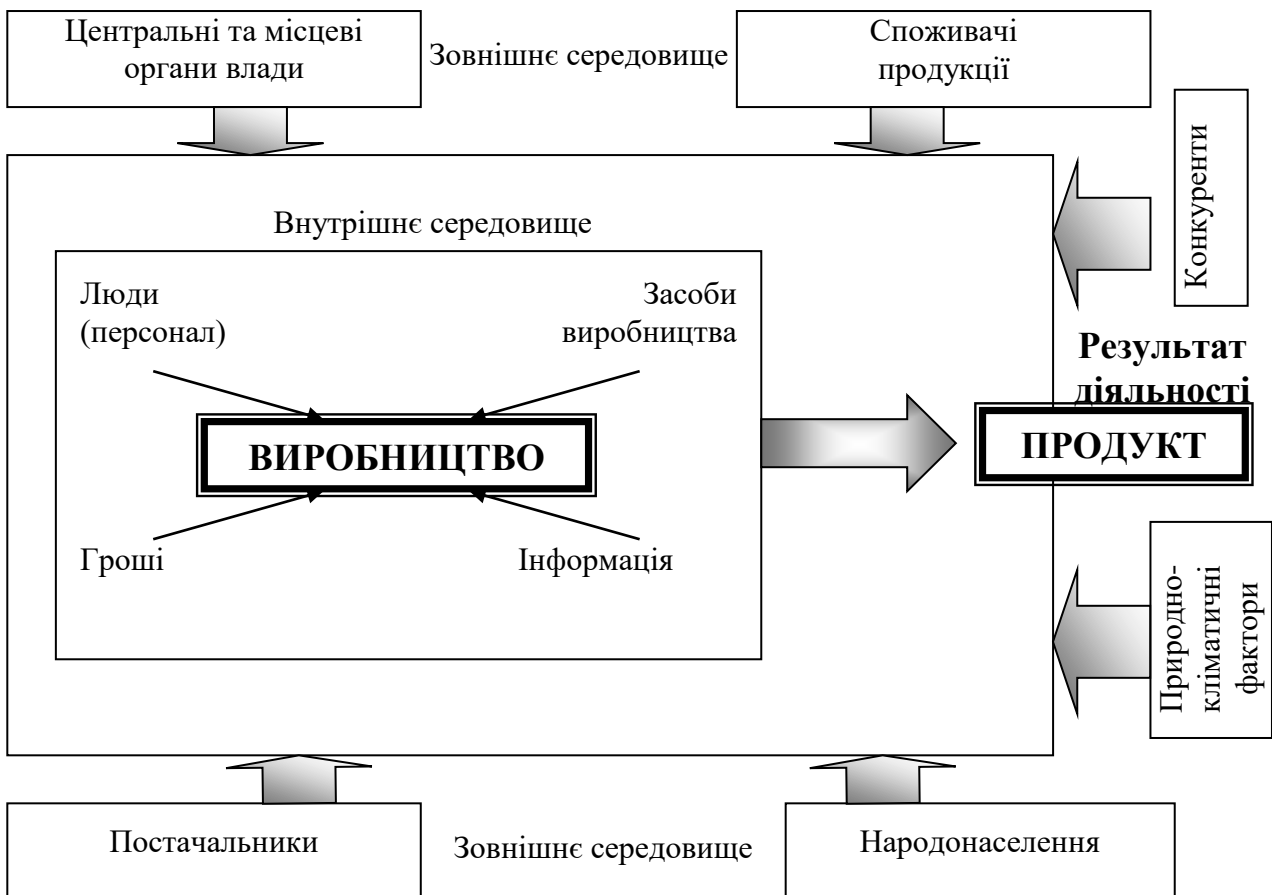 Центральні та місцеві
органи влади
Зовнішнє середовище
Споживачі
продукції
Конкуренти
Внутрішнє середовище
Люди
(персонал)
Засоби
виробництва
Результат
діяльності
ВИРОБНИЦТВО
ПРОДУКТ
Гроші
Інформація
Природно-
кліматичні
фактори
Постачальники
Зовнішнє середовище
Народонаселення